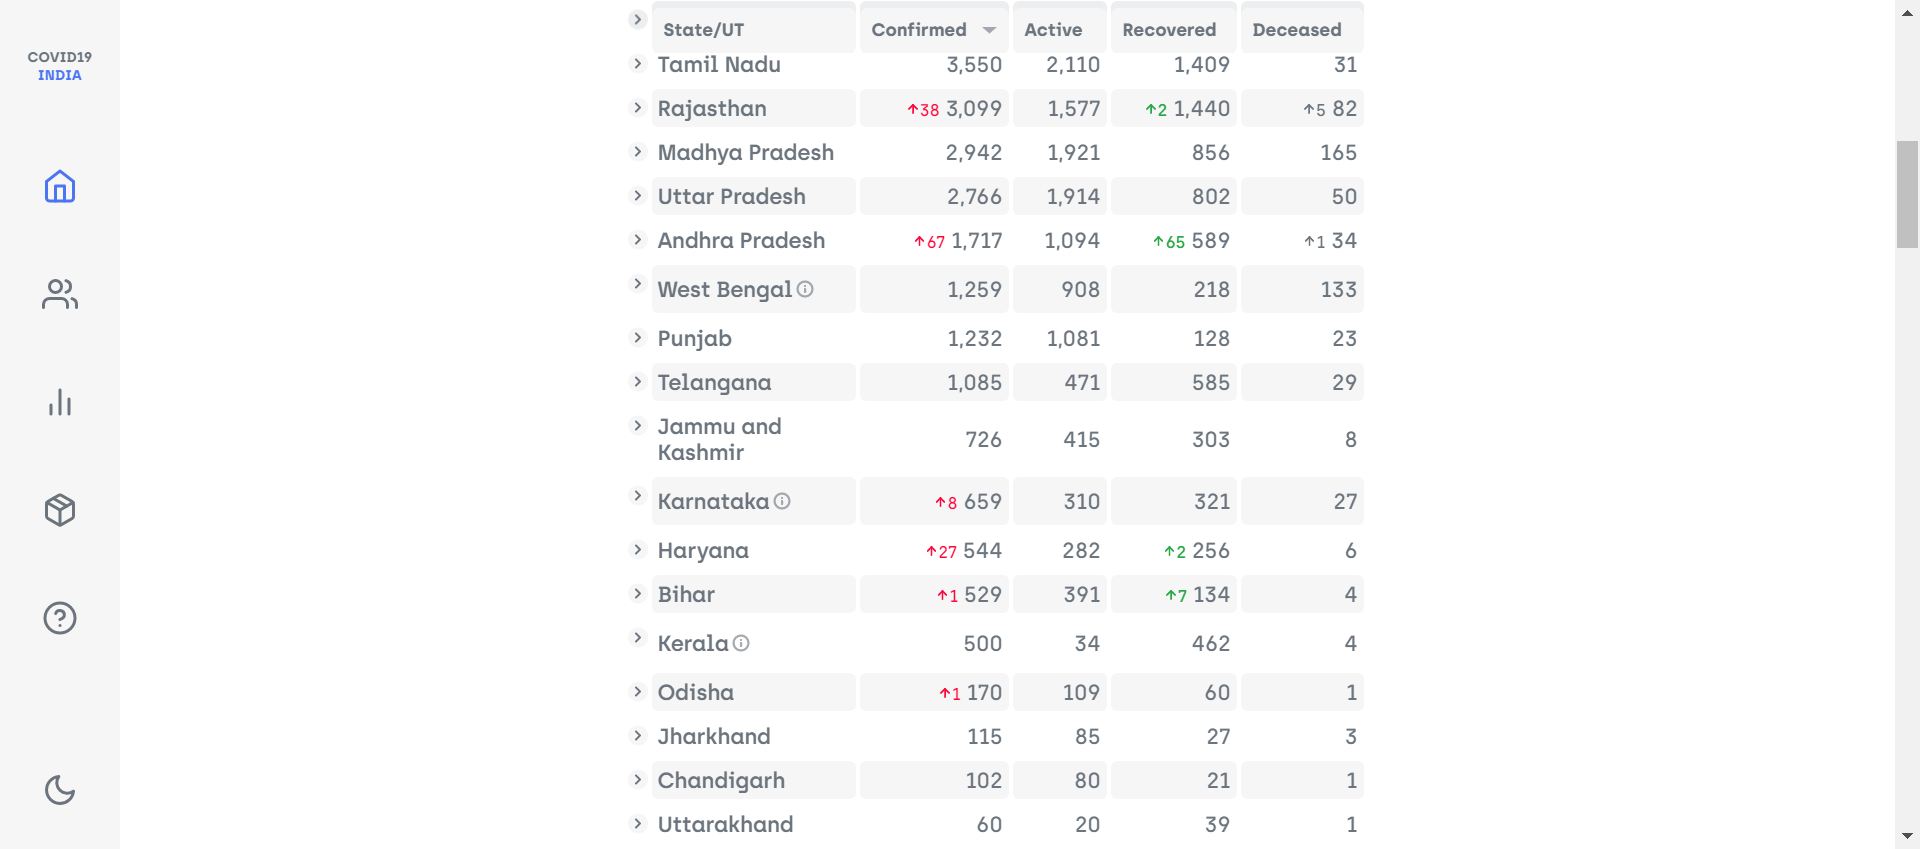 COVID19
INDIA
State/UT Confirmed Active Recovered Deceased
Tamil Nadu 3,550 2,110 1,409 31
Rajasthan ↑38 3,099 1,577 ↑2 1,440 ↑5 82
Madhya Pradesh 2,942 1,921 856 165
Uttar Pradesh 2,766 1,914 802 50
Andhra Pradesh ↑67 1,717 1,094 ↑65 589 ↑1 34
West Bengal 1,259 908 218 133
Punjab 1,232 1,081 128 23
Telangana 1,085 471 585 29
Jammu and
Kashmir 726 415 303 8
Karnataka ↑8 659 310 321 27
Haryana ↑27 544 282 ↑2 256 6
Bihar ↑1 529 391 ↑7 134 4
Kerala 500 34 462 4
Odisha ↑1 170 109 60 1
Jharkhand 115 85 27 3
Chandigarh 102 80 21 1
Uttarakhand 60 20 39 1